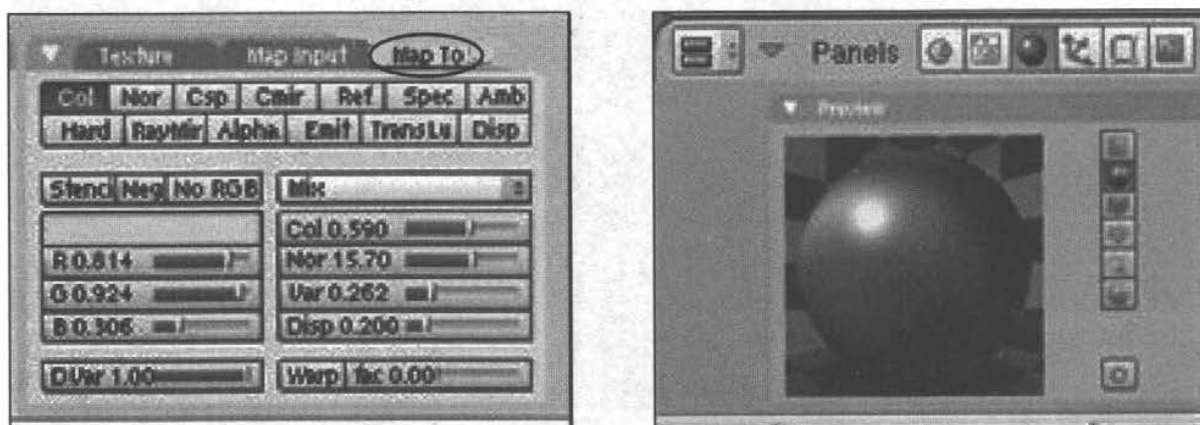 Texture Map Input Map To
Col Nor Csp Cmir Ref Spec Amb
Hard RayMir Alpha Emit TransLu Disp
Stencil Neg No RGB
R 0.814
G 0.924
B 0.306
DVar 1.00
Mix
Col 0.590
Nor 15.70
Var 0.262
Disp 0.200
Warp fac 0.00
Panels
Preview